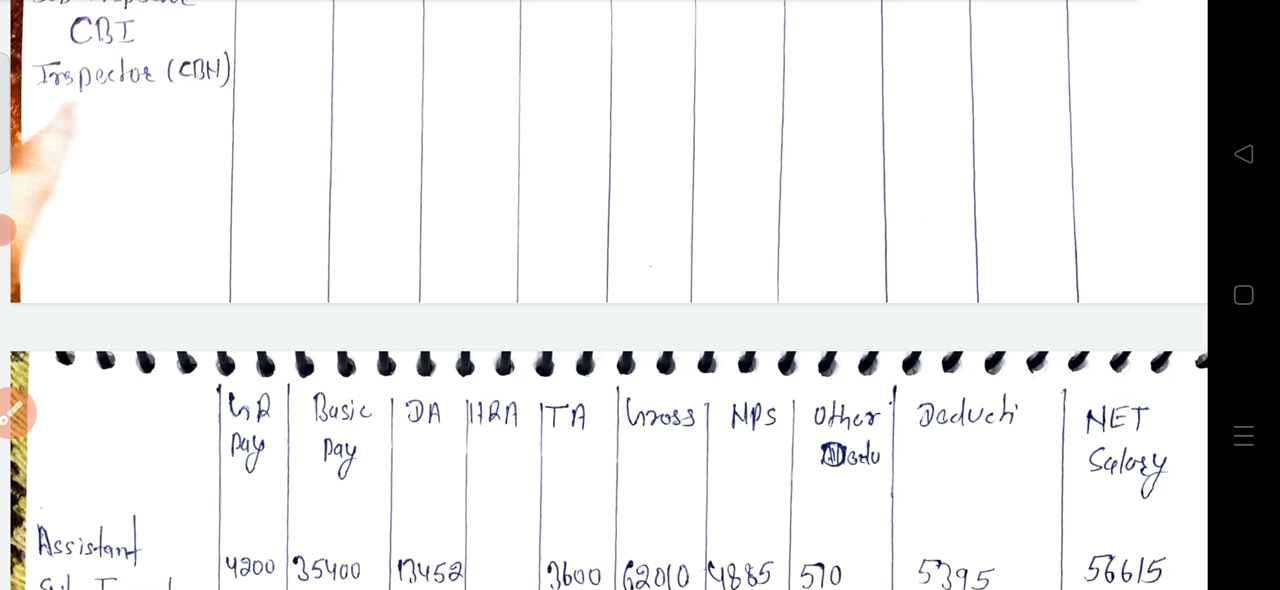 CBI
Inspector (CBN)
GR Pay
Basic Pay
DA
HRA
TA
Gross
NPS
Other Dedu
Deducti
NET Salary
Assistant
4200 35400 13452 3600 62010 4885 510 5395 56615